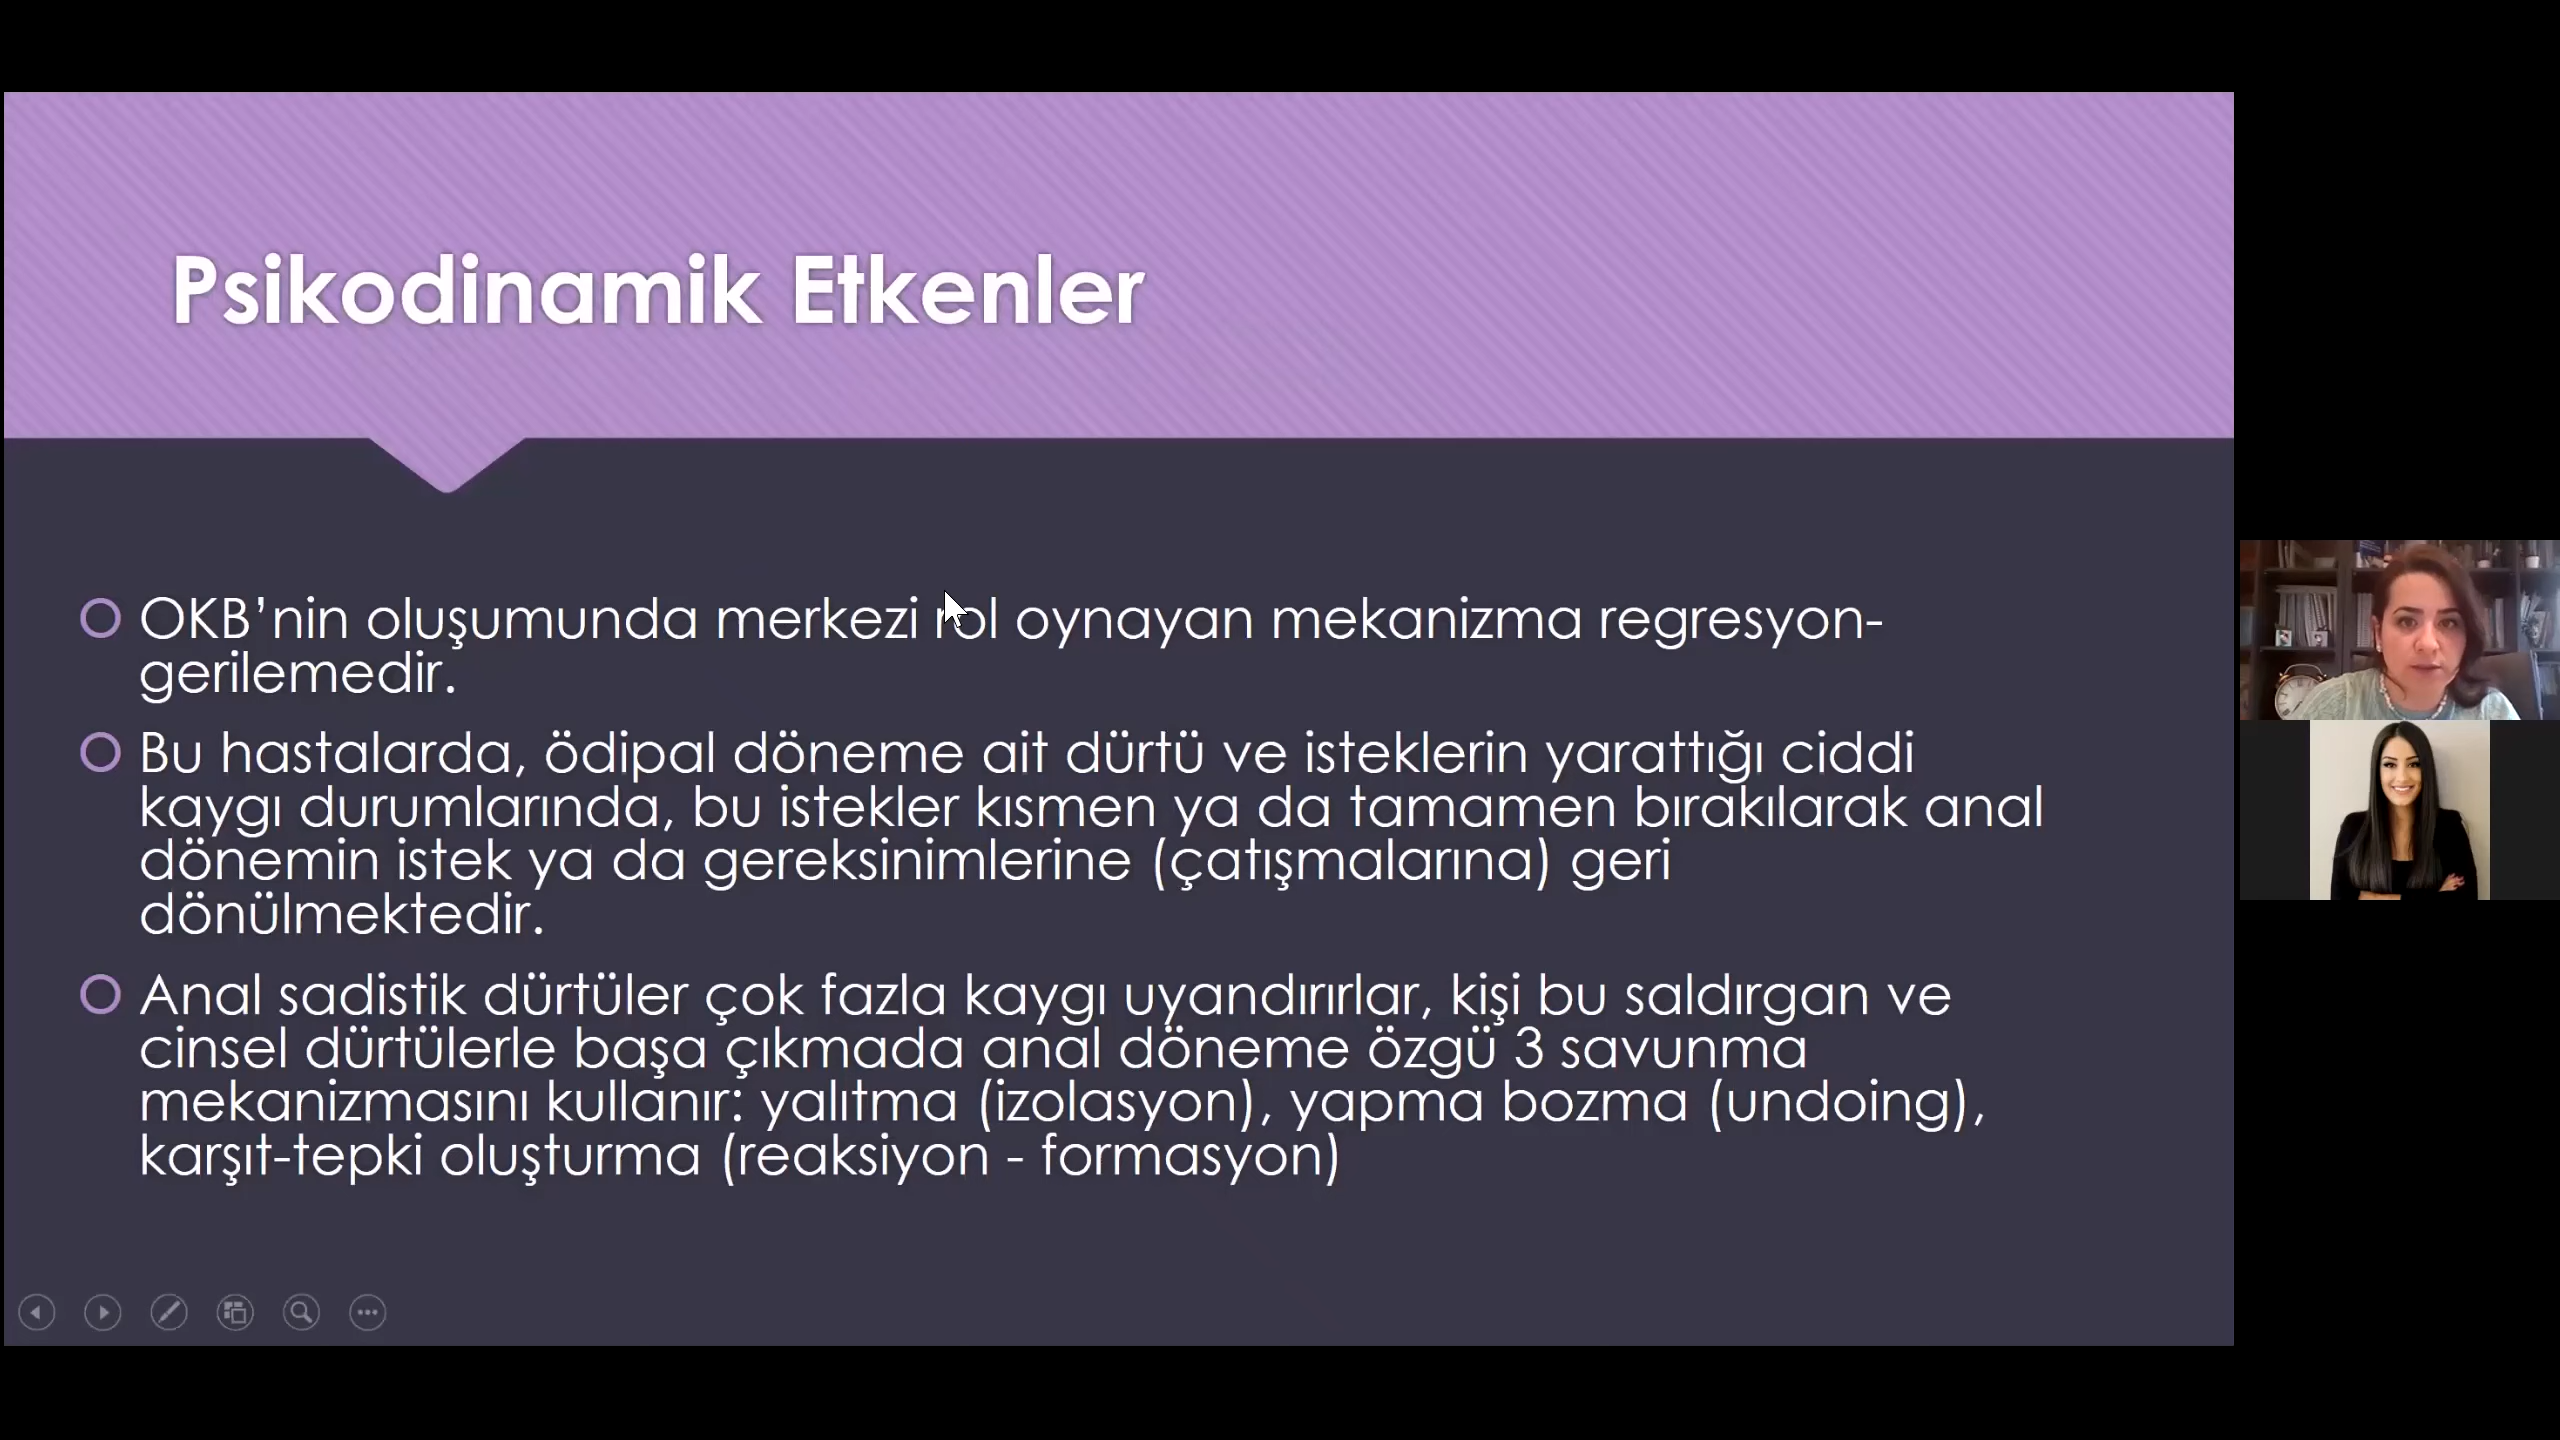 Psikodinamik Etkenler
OKB’nin oluşumunda merkezi rol oynayan mekanizma regresyon-
gerilemedir.
Bu hastalarda, ödipal döneme ait dürtü ve isteklerin yarattığı ciddi
kaygı durumlarında, bu istekler kısmen ya da tamamen bırakılarak anal
dönemin istek ya da gereksinimlerine (çatışmalarına) geri
dönülmektedir.
Anal sadistik dürtüler çok fazla kaygı uyandırırlar, kişi bu saldırgan ve
cinsel dürtülerle başa çıkmada anal döneme özgü 3 savunma
mekanizmasını kullanır: yalıtma (izolasyon), yapma bozma (undoing),
karşıt-tepki oluşturma (reaksiyon - formasyon)